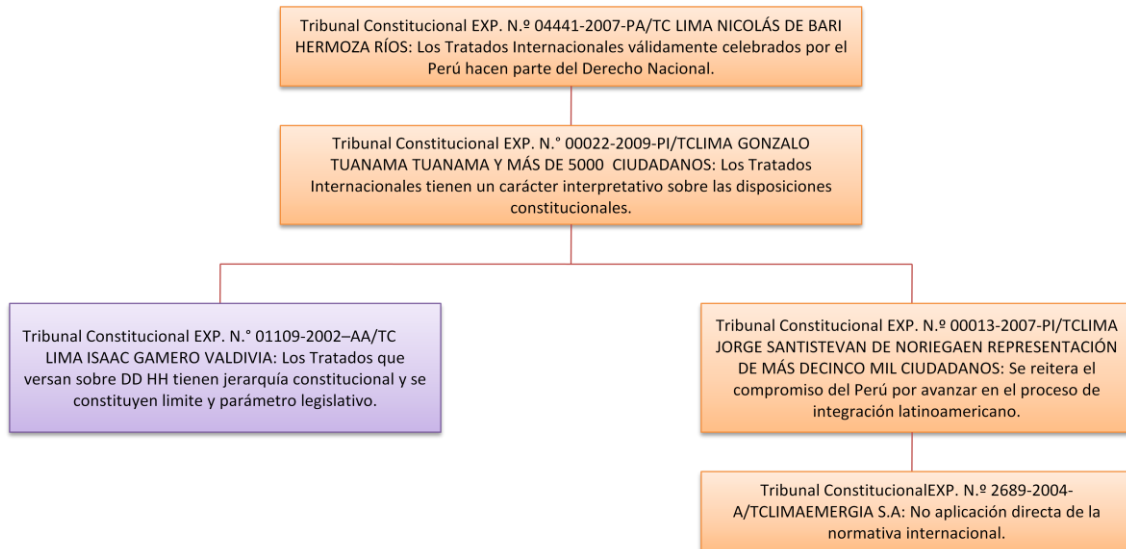 Tribunal Constitucional EXP. N.º 04441-2007-PA/TC LIMA NICOLÁS DE BARI
HERMOZA RÍOS: Los Tratados Internacionales válidamente celebrados por el
Perú hacen parte del Derecho Nacional.
Tribunal Constitucional EXP. N.° 00022-2009-PI/TCLIMA GONZALO
TUANAMA TUANAMA Y MÁS DE 5000 CIUDADANOS: Los Tratados
Internacionales tienen un carácter interpretativo sobre las disposiciones
constitucionales.
Tribunal Constitucional EXP. N.° 01109-2002–AA/TC
LIMA ISAAC GAMERO VALDIVIA: Los Tratados que
versan sobre DD HH tienen jerarquía constitucional y se
constituyen limite y parámetro legislativo.
Tribunal Constitucional EXP. N.º 00013-2007-PI/TCLIMA
JORGE SANTISTEVAN DE NORIEGAEN REPRESENTACIÓN
DE MÁS DECINCO MIL CIUDADANOS: Se reitera el
compromiso del Perú por avanzar en el proceso de
integración latinoamericano.
Tribunal ConstitucionalEXP. N.º 2689-2004-
A/TCLIMAEMERGIA S.A: No aplicación directa de la
normativa internacional.